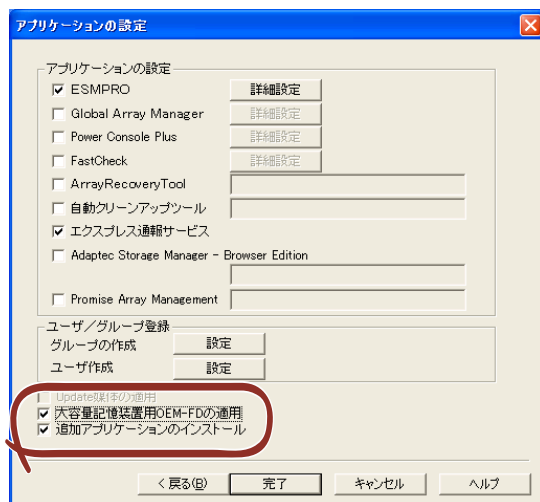 アプリケーションの設定
アプリケーションの設定
ESMPRO 詳細設定
Global Array Manager 詳細設定
Power Console Plus 詳細設定
FastCheck 詳細設定
ArrayRecoveryTool
自動クリーンアップツール
エクスプレス通報サービス
Adaptec Storage Manager - Browser Edition
Promise Array Management
ユーザ/グループ登録
グループの作成 設定
ユーザ作成 設定
Update媒体の適用
大容量記憶装置用OEM-FDの適用
追加アプリケーションのインストール
< 戻る(B) 完了 キャンセル ヘルプ